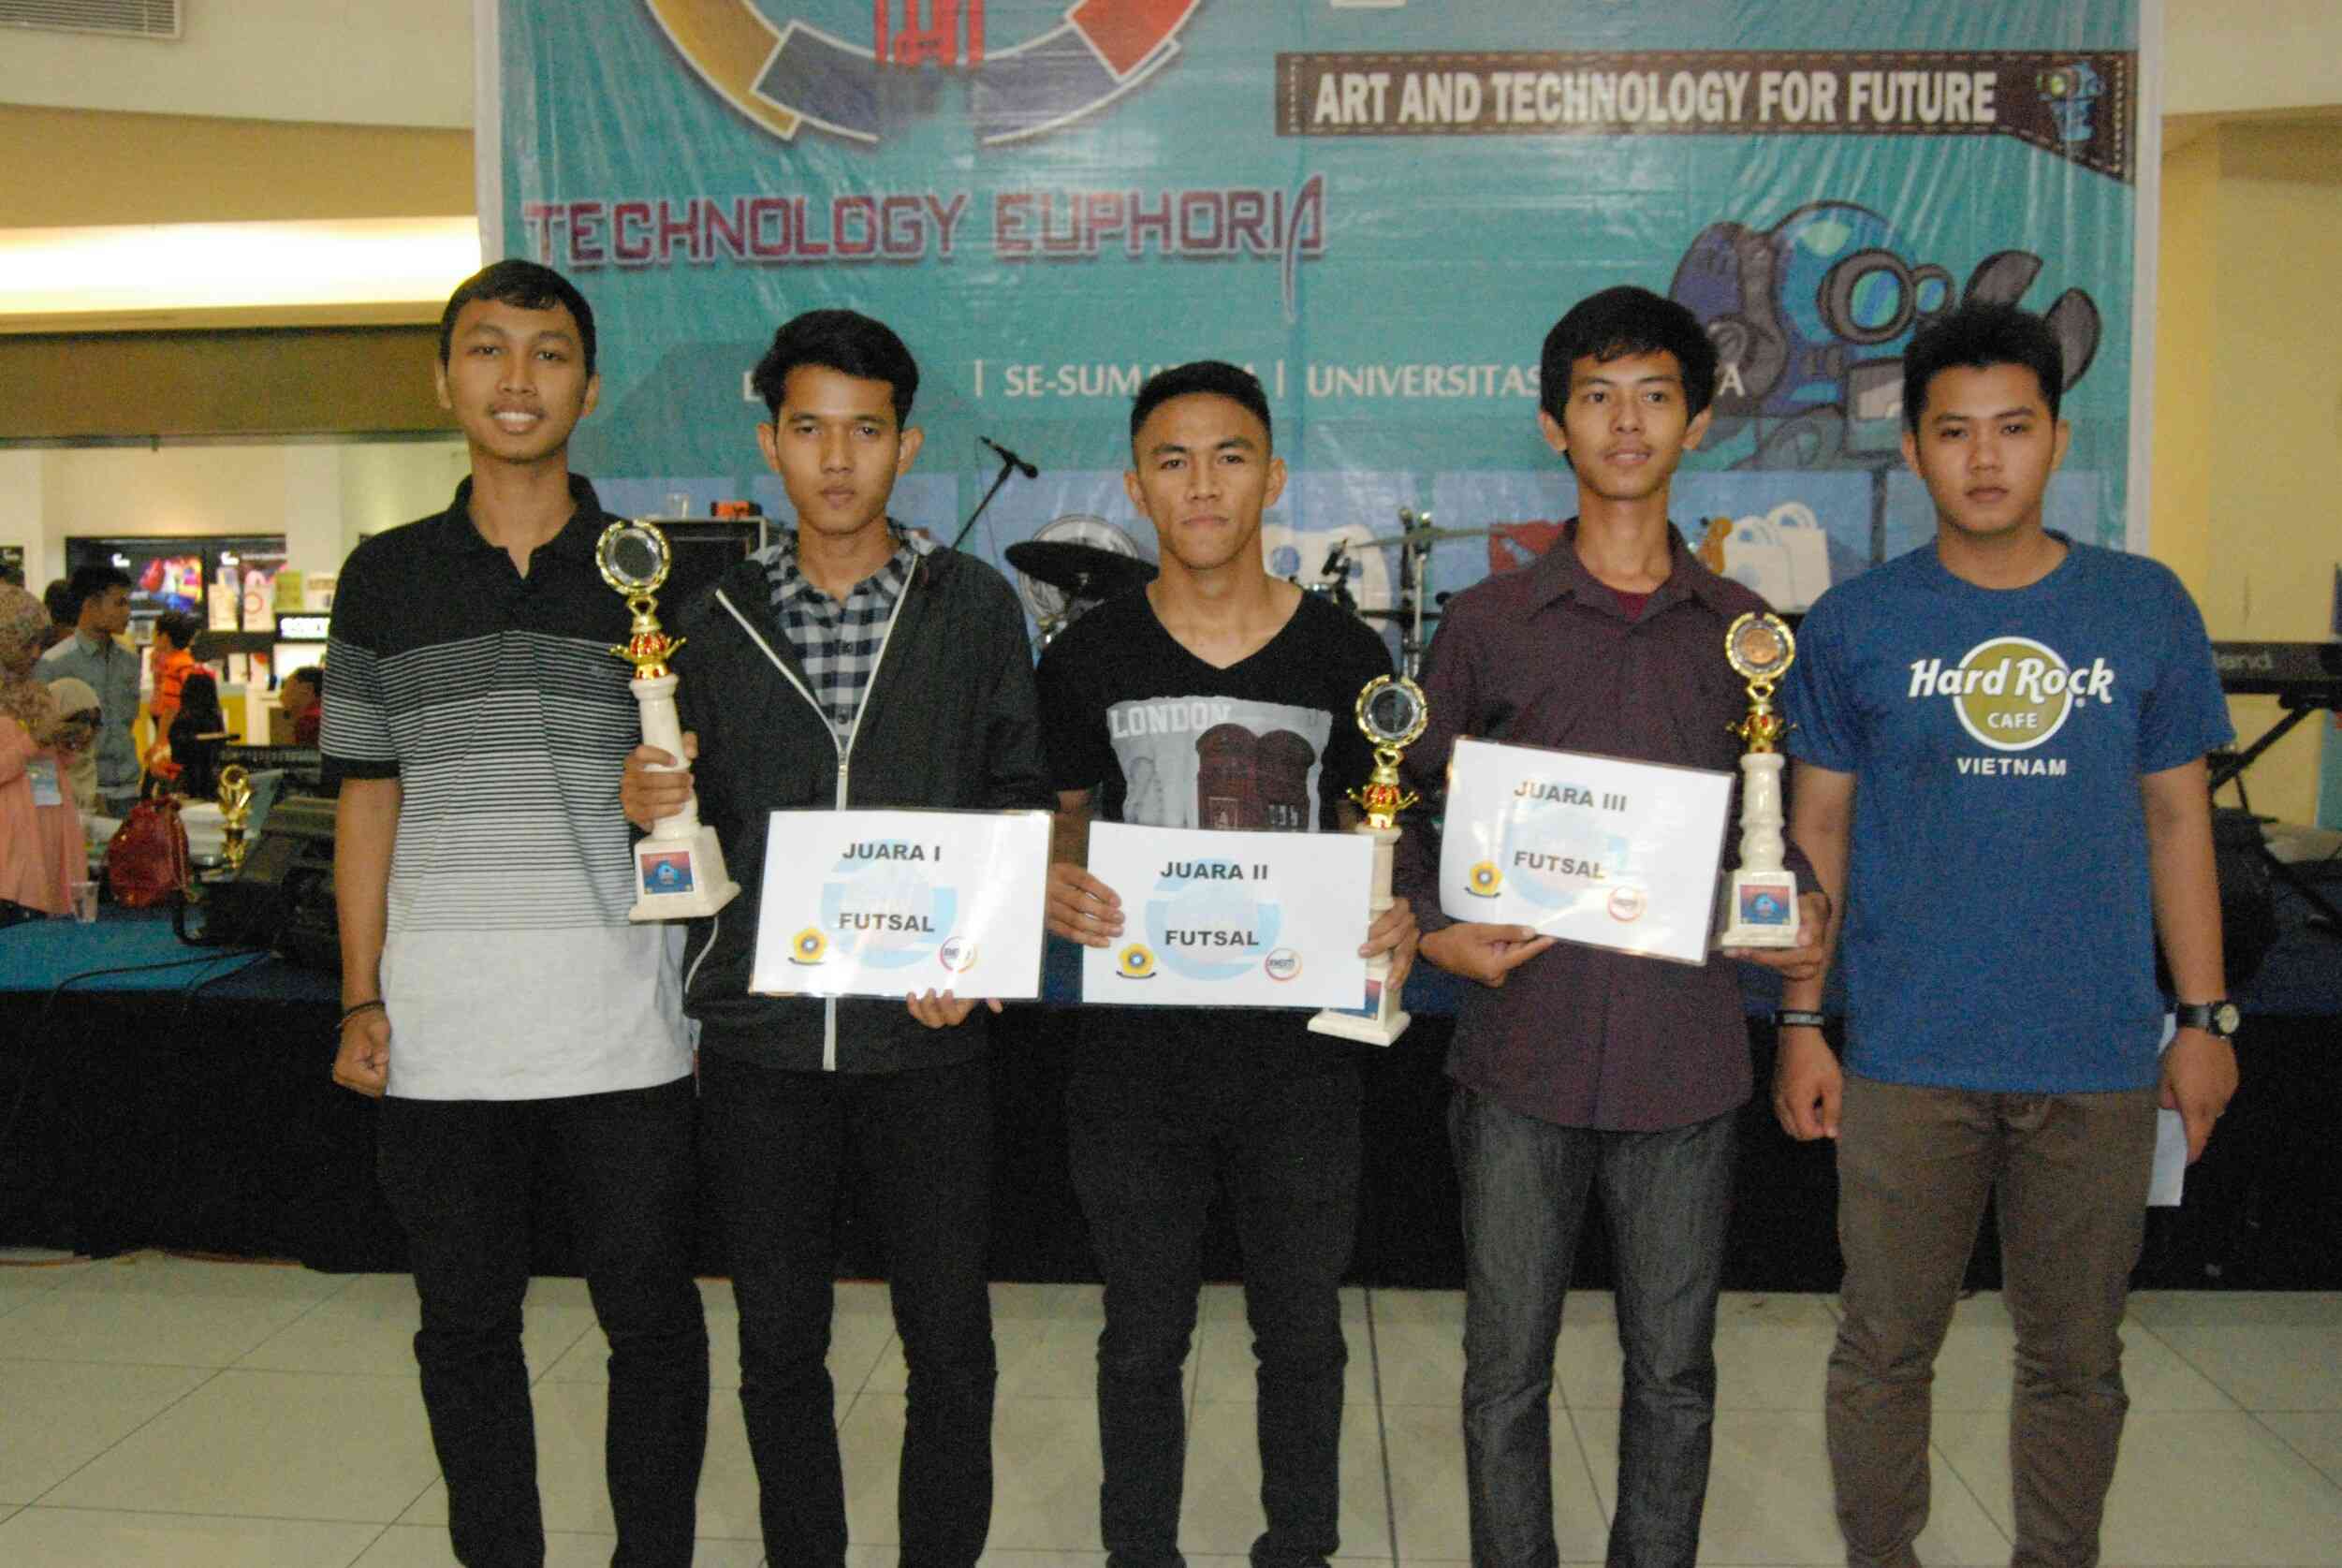 ART AND TECHNOLOGY FOR FUTURE
TECHNOLOGY EUPHORIA
| SE-SUMATERA | UNIVERSITAS
LONDON
Hard Rock
CAFE
VIETNAM
JUARA I
FUTSAL
JUARA II
FUTSAL
JUARA III
FUTSAL